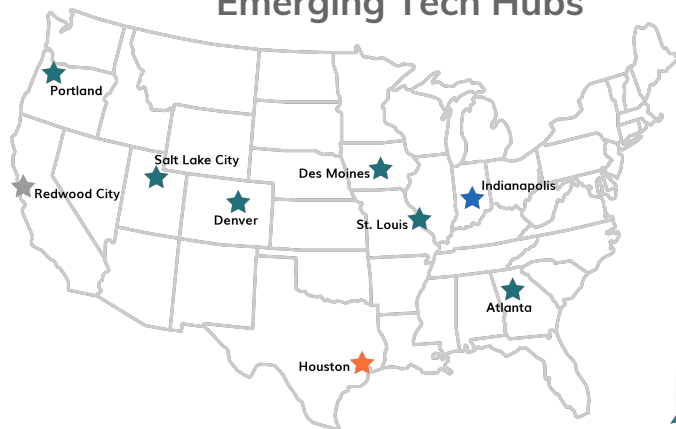 Emerging Tech Hubs
Portland
Salt Lake City
Des Moines
Indianapolis
Redwood City
Denver
St. Louis
Atlanta
Houston